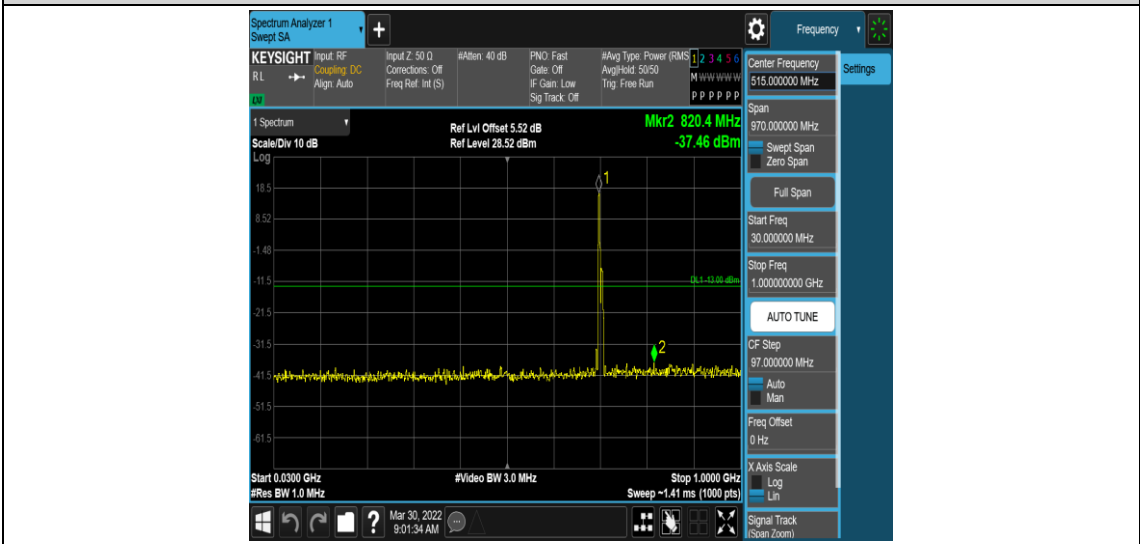 Spectrum Analyzer 1
Swept SA
+
Frequency
KEYSIGHT
R L
LXI
Input: RF
Coupling: DC
Align: Auto
Input Z: 50 Ω
Corrections: Off
Freq Ref: Int (S)
#Atten: 40 dB
PNO: Fast
Gate: Off
IF Gain: Low
Sig Track: Off
#Avg Type: Power (RMS
Avg|Hold: 50/50
Trig: Free Run
1 2 3 4 5 6
M W W W W W
P P P P P P
1 Spectrum
Scale/Div 10 dB
Log
Ref Lvl Offset 5.52 dB
Ref Level 28.52 dBm
Mkr2 820.4 MHz
-37.46 dBm
1
18.5
8.52
-1.48
-11.5
DL1 -13.00 dBm
-21.5
-31.5
2
-41.5
-51.5
-61.5
Start 0.0300 GHz
#Res BW 1.0 MHz
#Video BW 3.0 MHz
Stop 1.0000 GHz
Sweep ~1.41 ms (1000 pts)
?
Mar 30, 2022
9:01:34 AM
Center Frequency
515.000000 MHz
Settings
Span
970.000000 MHz
Swept Span
Zero Span
Full Span
Start Freq
30.000000 MHz
Stop Freq
1.000000000 GHz
AUTO TUNE
CF Step
97.000000 MHz
Auto
Man
Freq Offset
0 Hz
X Axis Scale
Log
Lin
Signal Track
(Span Zoom)